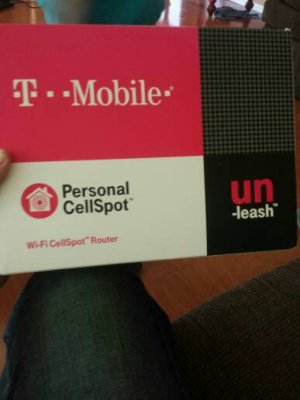 T · · Mobile·®
Personal
CellSpot™
Wi-Fi CellSpot™ Router
un
-leash™